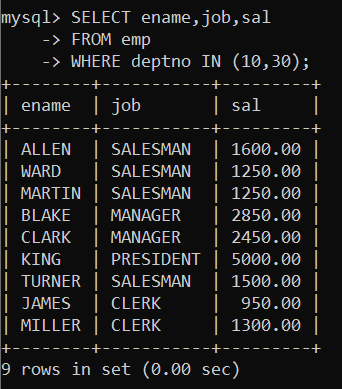 mysql> SELECT ename,job,sal
    -> FROM emp
    -> WHERE deptno IN (10,30);
+--------+-----------+---------+
| ename  | job       | sal     |
+--------+-----------+---------+
| ALLEN  | SALESMAN  | 1600.00 |
| WARD   | SALESMAN  | 1250.00 |
| MARTIN | SALESMAN  | 1250.00 |
| BLAKE  | MANAGER   | 2850.00 |
| CLARK  | MANAGER   | 2450.00 |
| KING   | PRESIDENT | 5000.00 |
| TURNER | SALESMAN  | 1500.00 |
| JAMES  | CLERK     |  950.00 |
| MILLER | CLERK     | 1300.00 |
+--------+-----------+---------+
9 rows in set (0.00 sec)